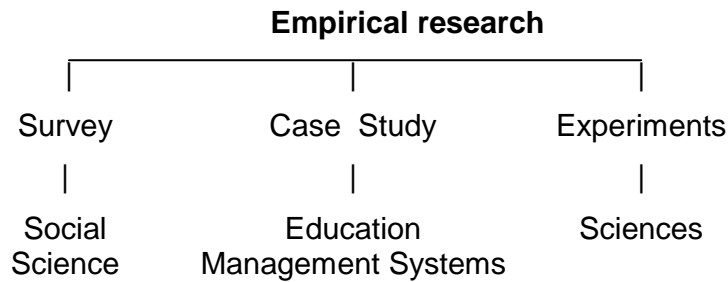 Empirical research
Survey Case Study Experiments
Social Education Sciences
Science Management Systems